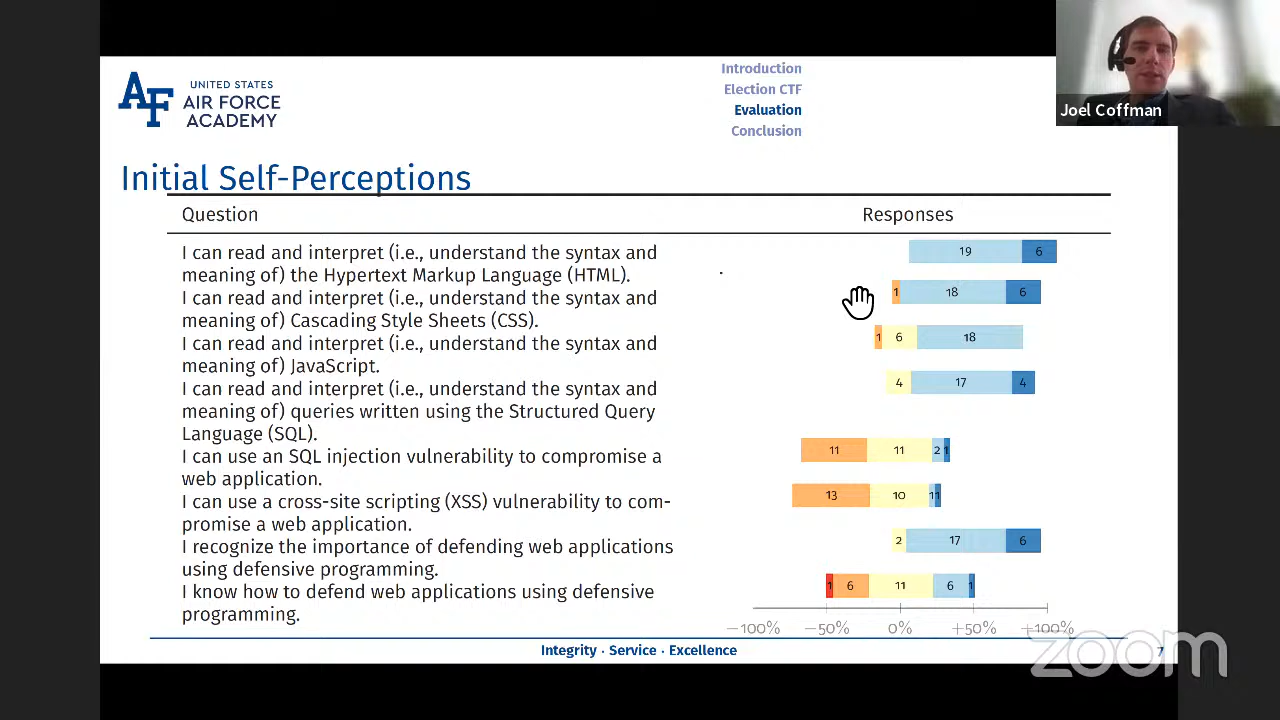 UNITED STATES
AIR FORCE
ACADEMY
Introduction
Election CTF
Evaluation
Conclusion
Joel Coffman
Initial Self-Perceptions
Question Responses
I can read and interpret (i.e., understand the syntax and
meaning of) the Hypertext Markup Language (HTML).
19 6
I can read and interpret (i.e., understand the syntax and
meaning of) Cascading Style Sheets (CSS).
1 18 6
I can read and interpret (i.e., understand the syntax and
meaning of) JavaScript.
1 6 18
I can read and interpret (i.e., understand the syntax and
meaning of) queries written using the Structured Query
Language (SQL).
4 17 4
I can use an SQL injection vulnerability to compromise a
web application.
11 11 2 1
I can use a cross-site scripting (XSS) vulnerability to com-
promise a web application.
13 10 1 1
I recognize the importance of defending web applications
using defensive programming.
2 17 6
I know how to defend web applications using defensive
programming.
1 6 11 6 1
−100% −50% 0% +50% +100%
Integrity · Service · Excellence
7
zoom